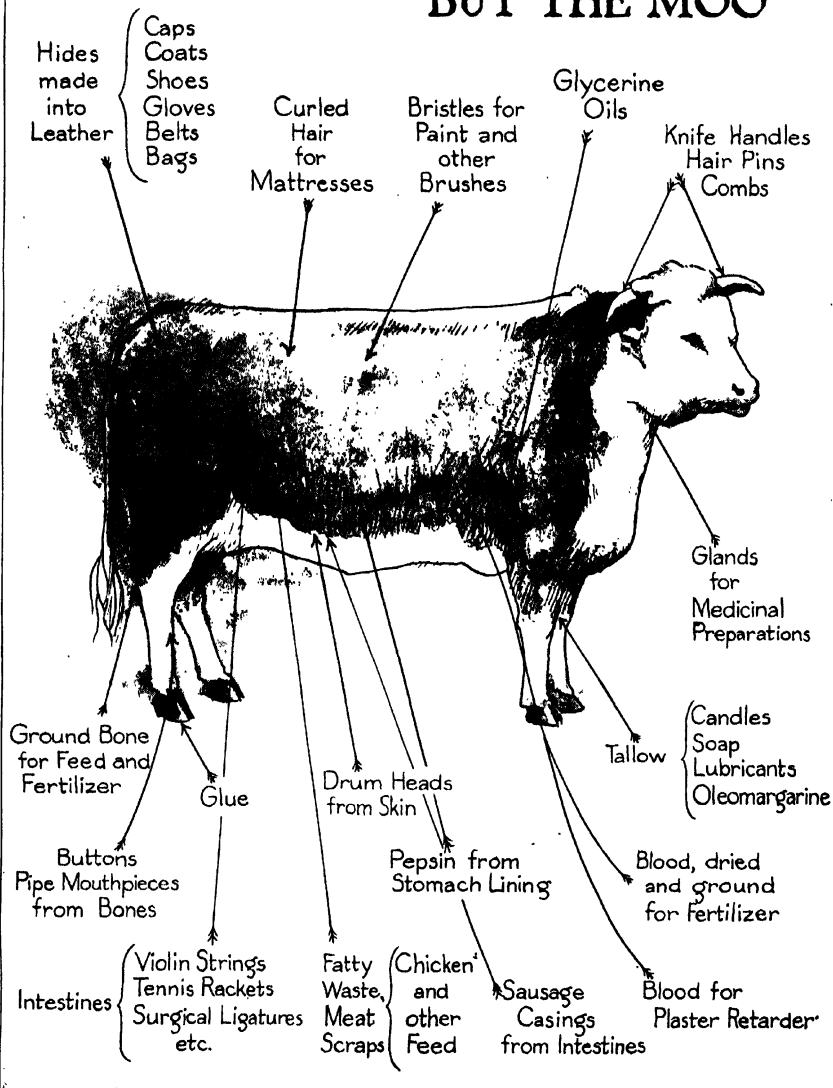 BUT THE MOO
Hides
made
into
Leather
Caps
Coats
Shoes
Gloves
Belts
Bags
Curled
Hair
for
Mattresses
Bristles for
Paint and
other
Brushes
Glycerine
Oils
Knife Handles
Hair Pins
Combs
Glands
for
Medicinal
Preparations
Ground Bone
for Feed and
Fertilizer
Glue
Drum Heads
from Skin
Tallow
Candles
Soap
Lubricants
Oleomargarine
Buttons
Pipe Mouthpieces
from Bones
Pepsin from
Stomach Lining
Blood, dried
and ground
for Fertilizer
Intestines
Violin Strings
Tennis Rackets
Surgical Ligatures
etc.
Fatty
Waste,
Meat
Scraps
Chicken
and
other
Feed
Sausage
Casings
from Intestines
Blood for
Plaster Retarder